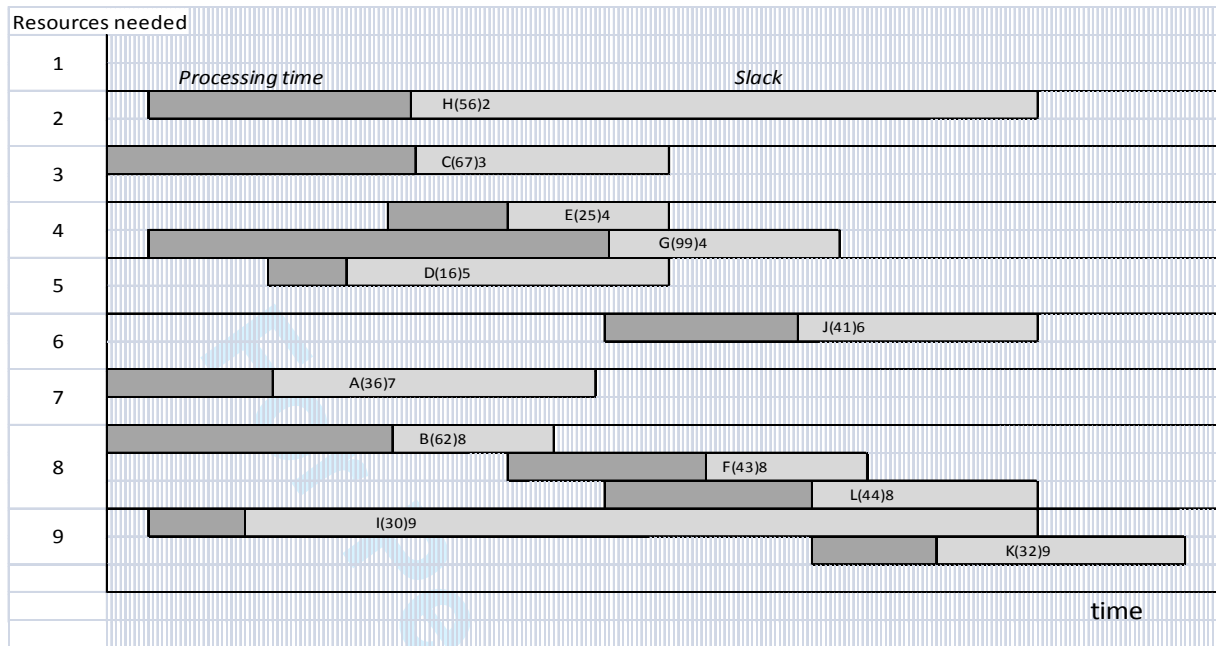 Resources needed
1
Processing time Slack
2 H(56)2
3 C(67)3
4 E(25)4
G(99)4
5 D(16)5
6 J(41)6
7 A(36)7
8 B(62)8
F(43)8
L(44)8
9 I(30)9
K(32)9
time